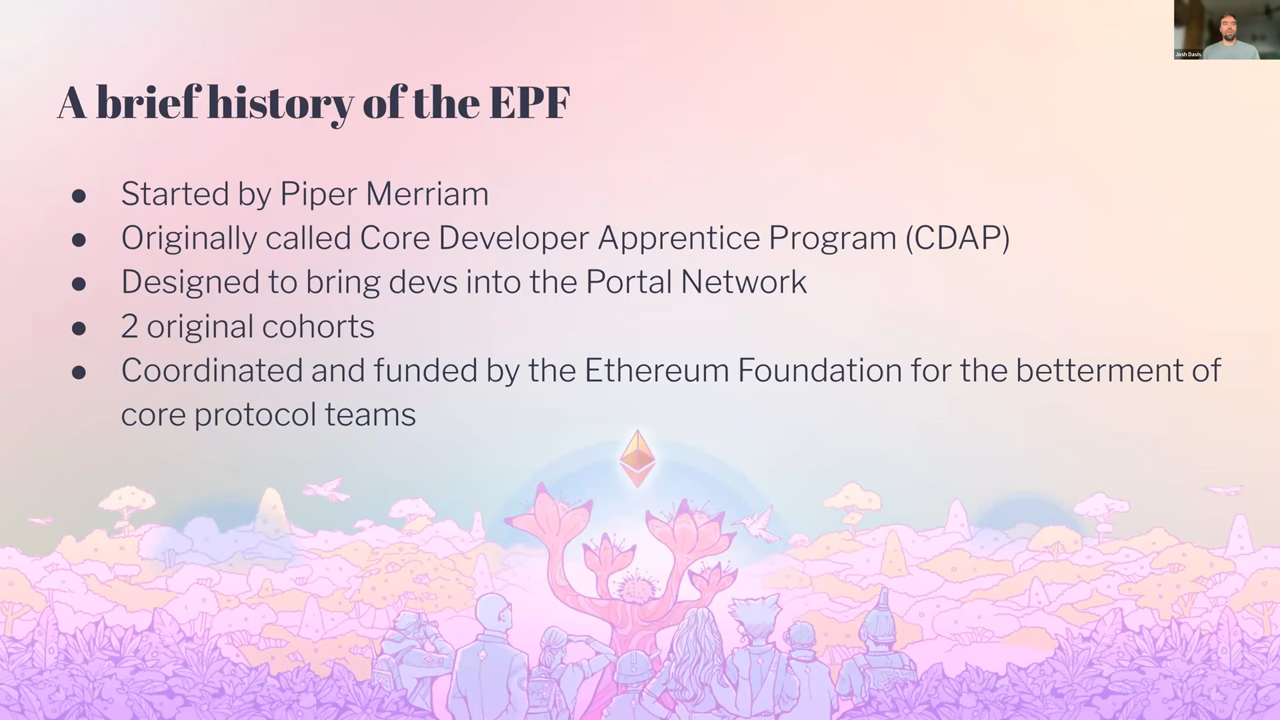 Josh Davis
A brief history of the EPF
● Started by Piper Merriam
● Originally called Core Developer Apprentice Program (CDAP)
● Designed to bring devs into the Portal Network
● 2 original cohorts
● Coordinated and funded by the Ethereum Foundation for the betterment of
core protocol teams